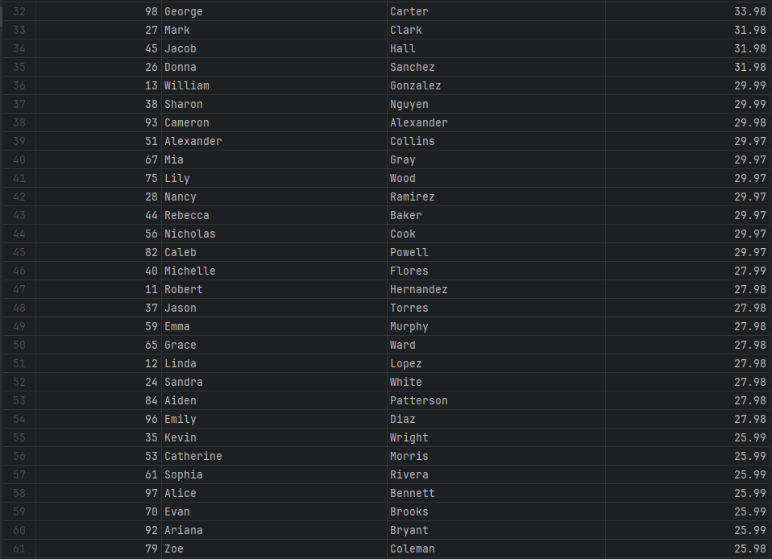 32 98 George Carter 33.98
33 27 Mark Clark 31.98
34 45 Jacob Hall 31.98
35 26 Donna Sanchez 31.98
36 13 William Gonzalez 29.99
37 38 Sharon Nguyen 29.99
38 93 Cameron Alexander 29.98
39 51 Alexander Collins 29.97
40 67 Mia Gray 29.97
41 75 Lily Wood 29.97
42 28 Nancy Ramirez 29.97
43 44 Rebecca Baker 29.97
44 56 Nicholas Cook 29.97
45 82 Caleb Powell 29.97
46 40 Michelle Flores 27.99
47 11 Robert Hernandez 27.98
48 37 Jason Torres 27.98
49 59 Emma Murphy 27.98
50 65 Grace Ward 27.98
51 12 Linda Lopez 27.98
52 24 Sandra White 27.98
53 84 Aiden Patterson 27.98
54 96 Emily Diaz 27.98
55 35 Kevin Wright 25.99
56 53 Catherine Morris 25.99
57 61 Sophia Rivera 25.99
58 97 Alice Bennett 25.99
59 70 Evan Brooks 25.99
60 92 Ariana Bryant 25.99
61 79 Zoe Coleman 25.98